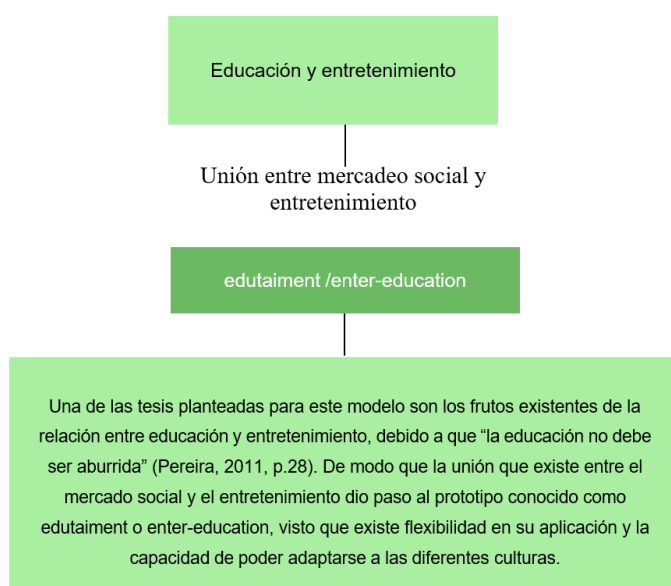 Educación y entretenimiento
Unión entre mercadeo social y
entretenimiento
edutaiment /enter-education
Una de las tesis planteadas para este modelo son los frutos existentes de la
relación entre educación y entretenimiento, debido a que “la educación no debe
ser aburrida” (Pereira, 2011, p.28). De modo que la unión que existe entre el
mercado social y el entretenimiento dio paso al prototipo conocido como
edutaiment o enter-education, visto que existe flexibilidad en su aplicación y la
capacidad de poder adaptarse a las diferentes culturas.